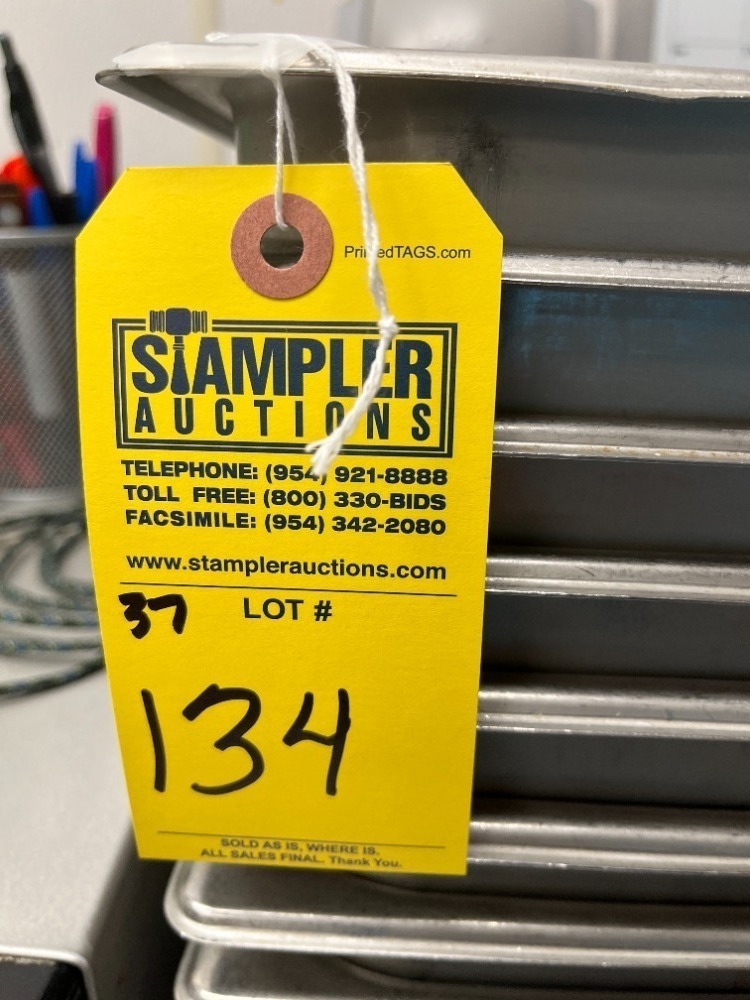 PrintedTAGS.com
STAMPLER
AUCTIONS
TELEPHONE: (954) 921-8888
TOLL FREE: (800) 330-BIDS
FACSIMILE: (954) 342-2080
www.stamplerauctions.com
37 LOT #
134
SOLD AS IS, WHERE IS.
ALL SALES FINAL. Thank You.